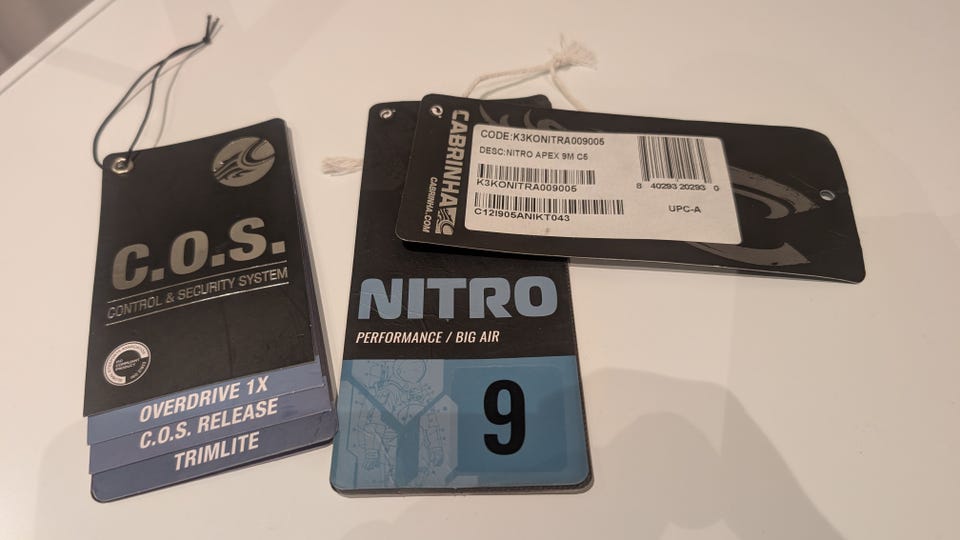 C.O.S.
CONTROL & SECURITY SYSTEM
OVERDRIVE 1X
C.O.S. RELEASE
TRIMLITE
NITRO
PERFORMANCE / BIG AIR
9
CABRINHA
CABRINHA.COM
CODE:K3KONITRA009005
DESC:NITRO APEX 9M C5
K3KONITRA009005
C12I905ANIKT043
8 40293 20293 0
UPC-A